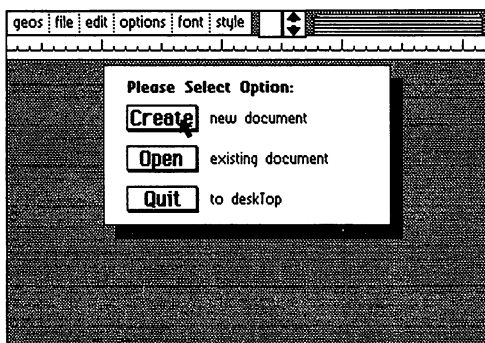 geos file edit options font style
Please Select Option:
Create new document
Open existing document
Quit to deskTop